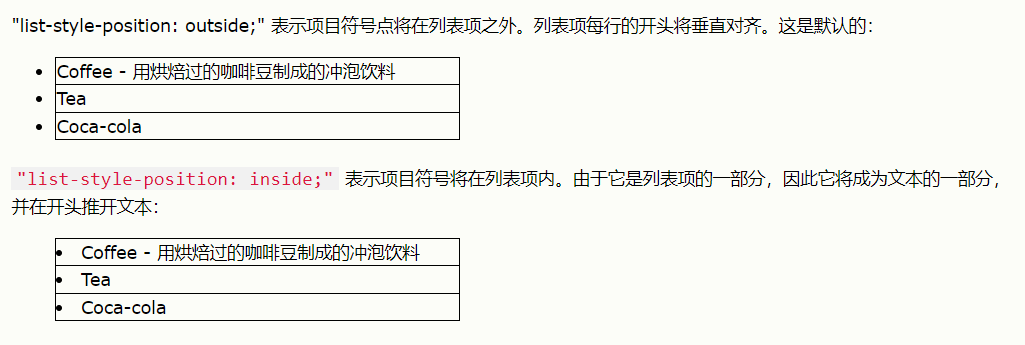 "list-style-position: outside;" 表示项目符号点将在列表项之外。列表项每行的开头将垂直对齐。这是默认的：
• Coffee - 用烘焙过的咖啡豆制成的冲泡饮料
• Tea
• Coca-cola
"list-style-position: inside;" 表示项目符号将在列表项内。由于它是列表项的一部分，因此它将成为文本的一部分，
并在开头推开文本：
• Coffee - 用烘焙过的咖啡豆制成的冲泡饮料
• Tea
• Coca-cola